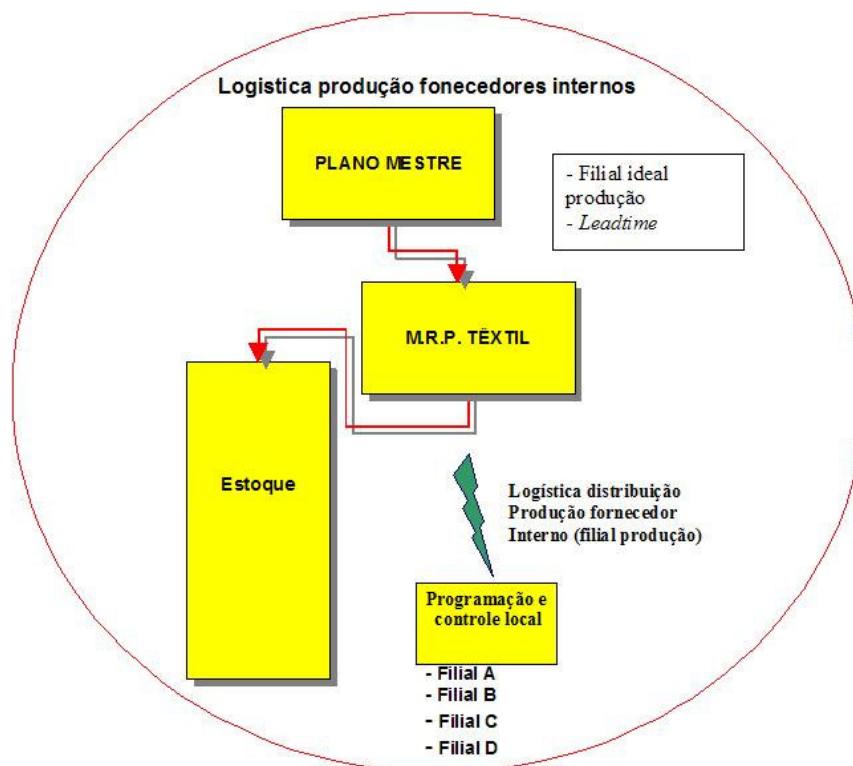 Logistica produção fonecedores internos
PLANO MESTRE
- Filial ideal
produção
- Leadtime
M.R.P. TÊXTIL
Estoque
Logística distribuição
Produção fornecedor
Interno (filial produção)
Programação e
controle local
- Filial A
- Filial B
- Filial C
- Filial D